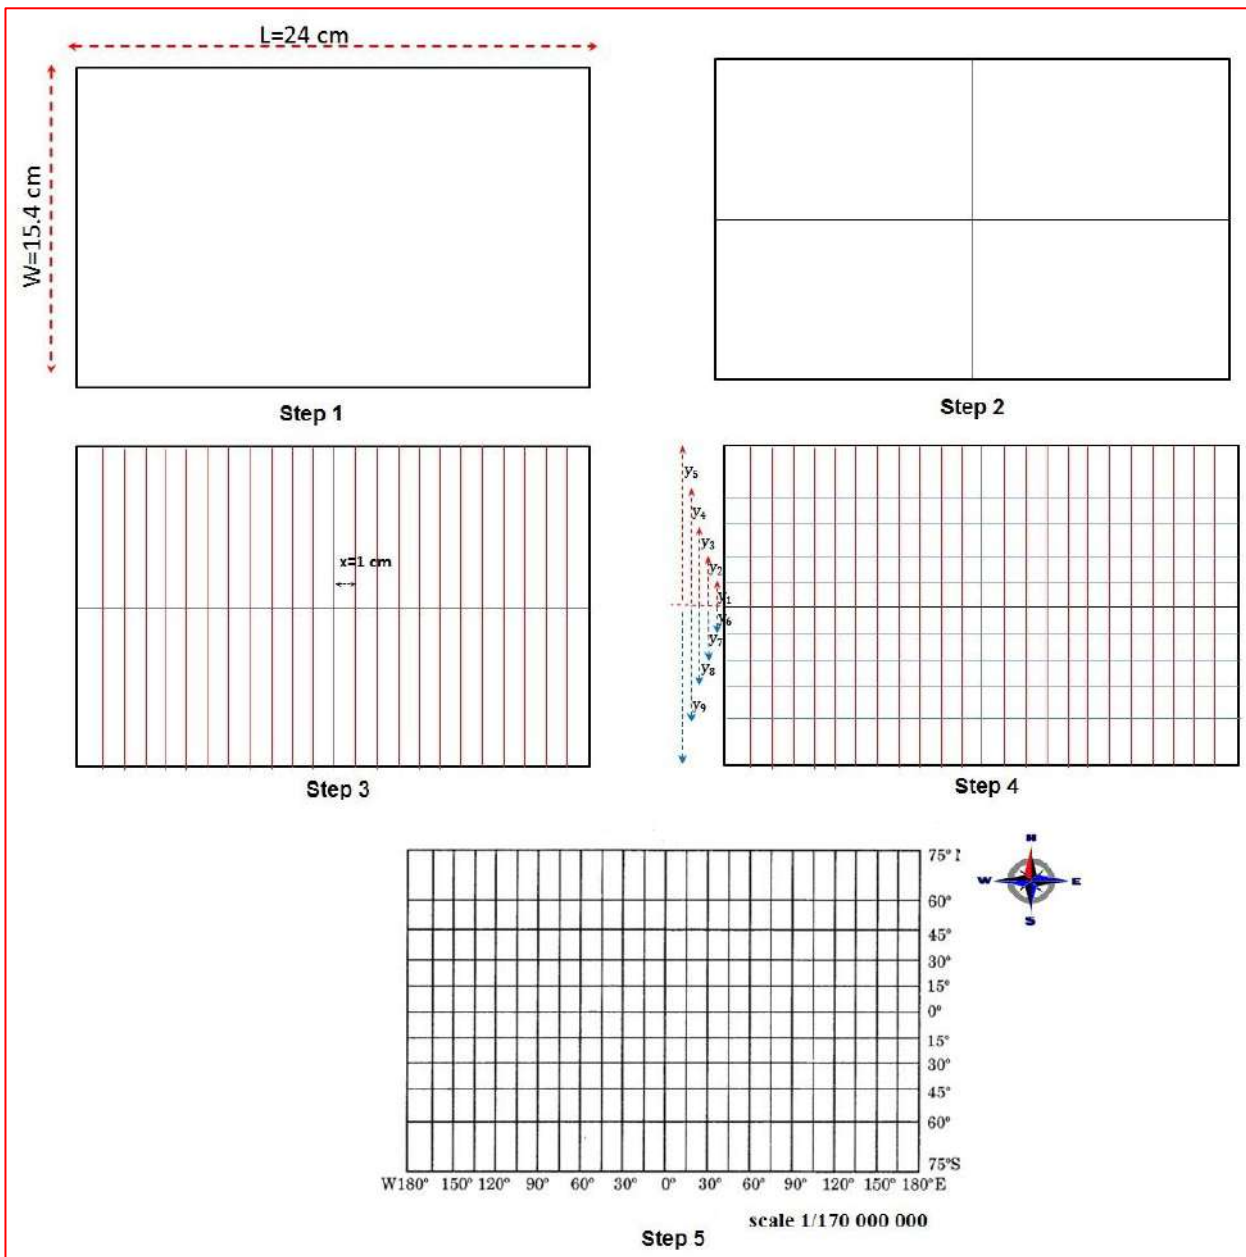 L=24 cm
W=15.4 cm
Step 1
Step 2
x=1 cm
Step 3
y5
y4
y3
y2
y1
y6
y7
y8
y9
Step 4
N
W E
S
75° N
60°
45°
30°
15°
0°
15°
30°
45°
60°
75°S
W180° 150° 120° 90° 60° 30° 0° 30° 60° 90° 120° 150° 180°E
scale 1/170 000 000
Step 5